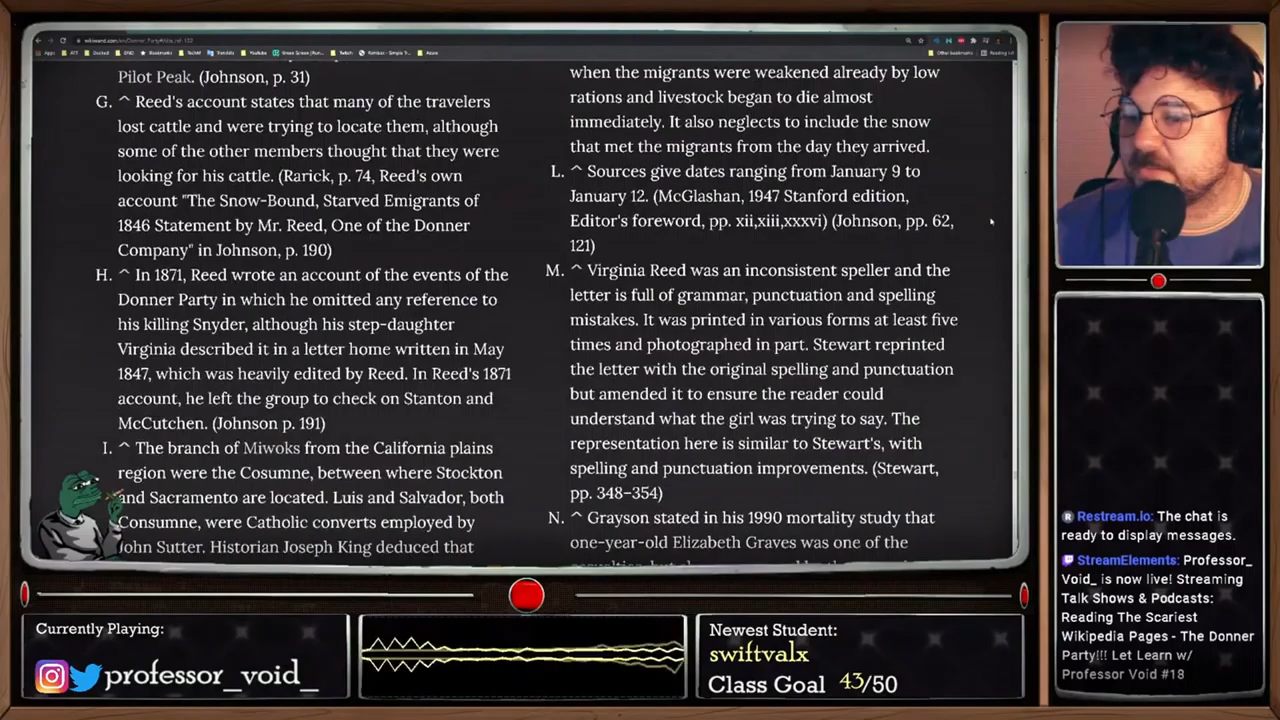 Pilot Peak. (Johnson, p. 31)
G. ^ Reed's account states that many of the travelers
lost cattle and were trying to locate them, although
some of the other members thought that they were
looking for his cattle. (Rarick, p. 74, Reed's own
account "The Snow-Bound, Starved Emigrants of
1846 Statement by Mr. Reed, One of the Donner
Company" in Johnson, p. 190)
H. ^ In 1871, Reed wrote an account of the events of the
Donner Party in which he omitted any reference to
his killing Snyder, although his step-daughter
Virginia described it in a letter home written in May
1847, which was heavily edited by Reed. In Reed's 1871
account, he left the group to check on Stanton and
McCutchen. (Johnson p. 191)
I. ^ The branch of Miwoks from the California plains
region were the Cosumne, between where Stockton
and Sacramento are located. Luis and Salvador, both
Consumne, were Catholic converts employed by
John Sutter. Historian Joseph King deduced that
when the migrants were weakened already by low
rations and livestock began to die almost
immediately. It also neglects to include the snow
that met the migrants from the day they arrived.
L. ^ Sources give dates ranging from January 9 to
January 12. (McGlashan, 1947 Stanford edition,
Editor's foreword, pp. xii,xiii,xxxvi) (Johnson, pp. 62,
121)
M. ^ Virginia Reed was an inconsistent speller and the
letter is full of grammar, punctuation and spelling
mistakes. It was printed in various forms at least five
times and photographed in part. Stewart reprinted
the letter with the original spelling and punctuation
but amended it to ensure the reader could
understand what the girl was trying to say. The
representation here is similar to Stewart's, with
spelling and punctuation improvements. (Stewart,
pp. 348–354)
N. ^ Grayson stated in his 1990 mortality study that
one-year-old Elizabeth Graves was one of the
Restream.io: The chat is
ready to display messages.
StreamElements: Professor_
Void_ is now live! Streaming
Talk Shows & Podcasts:
Reading The Scariest
Wikipedia Pages - The Donner
Party!!! Let Learn w/
Professor Void #18
Currently Playing:
professor_void_
Newest Student:
swiftvalx
Class Goal 43/50